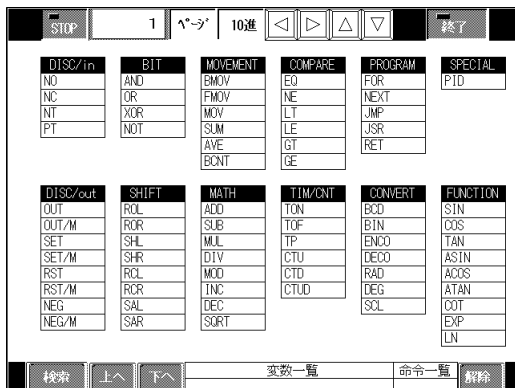 STOP 1 ﾍﾟｰｼﾞ 10進 終了
DISC/in BIT MOVEMENT COMPARE PROGRAM SPECIAL
NO AND BMOV EQ FOR PID
NC OR FMOV NE NEXT
NT XOR MOV LT JMP
PT NOT SUM LE JSR
AVE GT RET
BCNT GE
DISC/out SHIFT MATH TIM/CNT CONVERT FUNCTION
OUT ROL ADD TON BCD SIN
OUT/M ROR SUB TOF BIN COS
SET SHL MUL TP ENCO TAN
SET/M SHR DIV CTU DECO ASIN
RST RCL MOD CTD RAD ACOS
RST/M RCR INC CTUD DEG ATAN
NEG SAL DEC SCL COT
NEG/M SAR SQRT EXP
LN
検索 上へ 下へ 変数一覧 命令一覧 解除